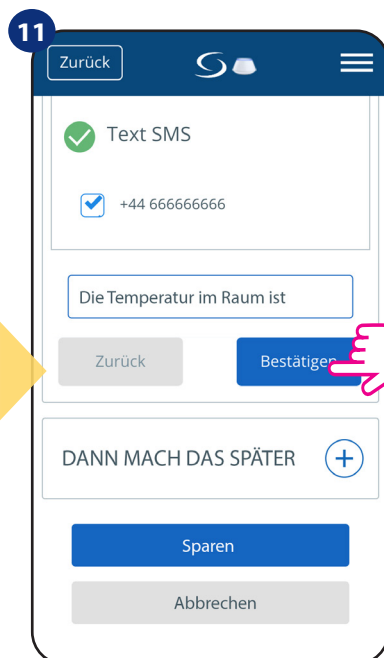 11
Zurück
Text SMS
+44 666666666
Die Temperatur im Raum ist
Zurück
Bestätigen
DANN MACH DAS SPÄTER
Sparen
Abbrechen